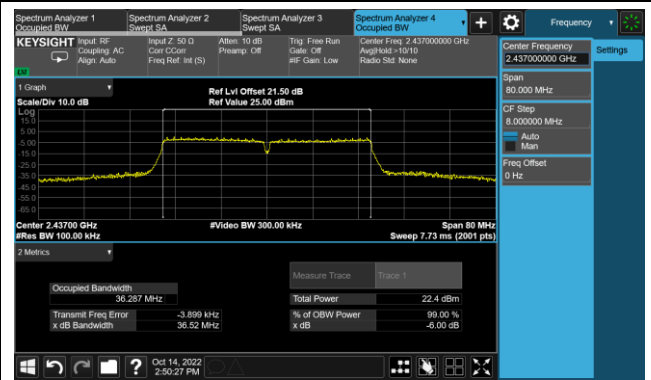 Spectrum Analyzer 1
Occupied BW
Spectrum Analyzer 2
Swept SA
Spectrum Analyzer 3
Swept SA
Spectrum Analyzer 4
Occupied BW
Frequency
KEYSIGHT
Input: RF
Coupling: AC
Align: Auto
Input Z: 50 Ω
Corr CCorr
Freq Ref: Int (S)
Atten: 10 dB
Preamp: Off
Trig: Free Run
Gate: Off
#IF Gain: Low
Center Freq: 2.437000000 GHz
Avg|Hold >10/10
Radio Std: None
Center Frequency
2.437000000 GHz
Settings
Span
80.000 MHz
CF Step
8.000000 MHz
Auto
Man
Freq Offset
0 Hz
1 Graph
Scale/Div 10.0 dB
Ref Lvl Offset 21.50 dB
Ref Value 25.00 dBm
Log
15.0
5.00
-5.00
-15.0
-25.0
-35.0
-45.0
-55.0
-65.0
Center 2.43700 GHz
#Res BW 100.00 kHz
#Video BW 300.00 kHz
Span 80 MHz
Sweep 7.73 ms (2001 pts)
2 Metrics
Measure Trace
Trace 1
Occupied Bandwidth
36.287 MHz
Total Power
22.4 dBm
Transmit Freq Error
-3.899 kHz
% of OBW Power
99.00 %
x dB Bandwidth
36.52 MHz
x dB
-6.00 dB
Oct 14, 2022
2:50:27 PM